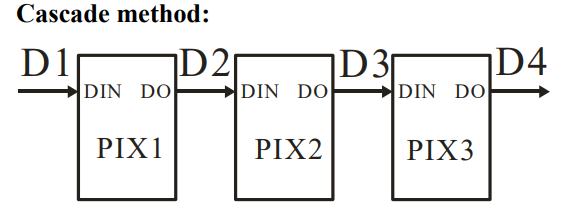 Cascade method:
D1 D2 D3 D4
DIN DO DIN DO DIN DO
PIX1 PIX2 PIX3